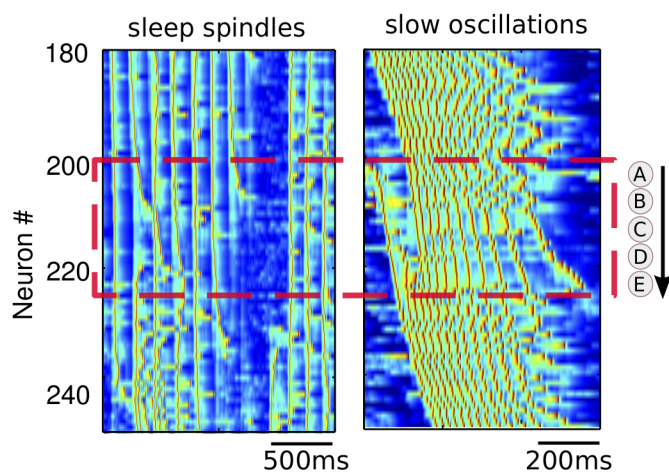 sleep spindles
slow oscillations
180
200
220
240
Neuron #
A
B
C
D
E
500ms
200ms